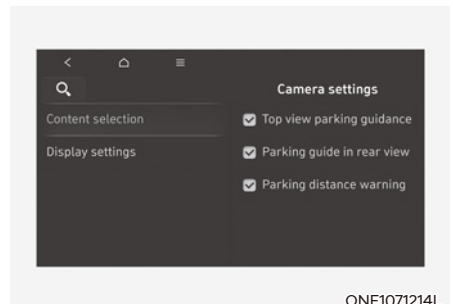 Camera settings
Content selection
Top view parking guidance
Display settings
Parking guide in rear view
Parking distance warning
ONE1071214L